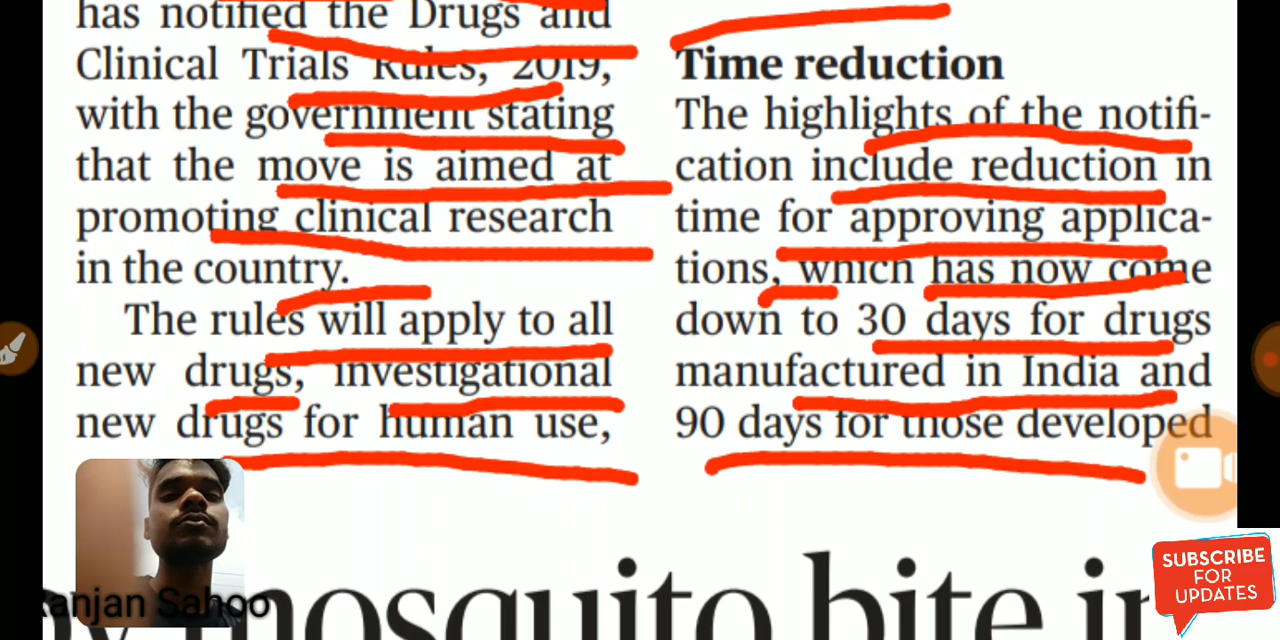 has notified the Drugs and
Clinical Trials Rules, 2019,
with the government stating
that the move is aimed at
promoting clinical research
in the country.
The rules will apply to all
new drugs, investigational
new drugs for human use,
Time reduction
The highlights of the notifi-
cation include reduction in
time for approving applica-
tions, which has now come
down to 30 days for drugs
manufactured in India and
90 days for those developed
mosquito bite
Sahoo
SUBSCRIBE
FOR
UPDATES